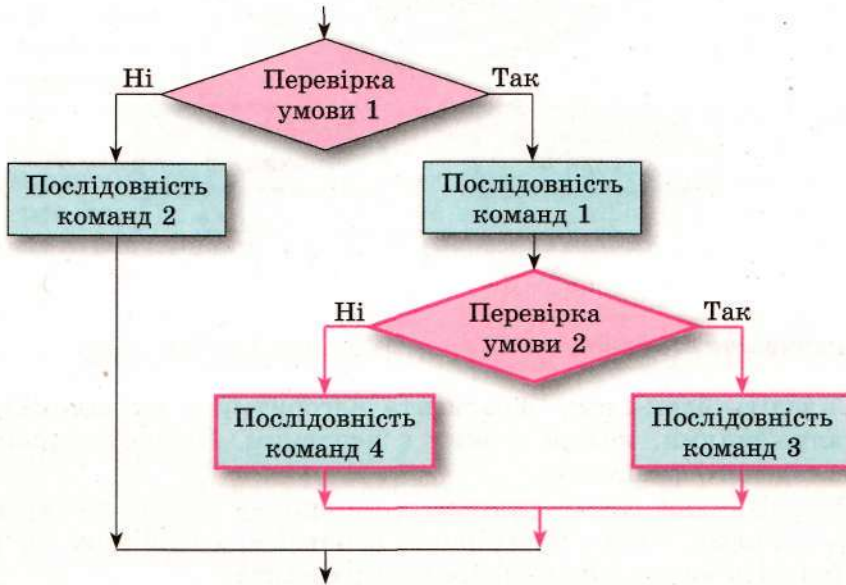 Ні
Перевірка
умови 1
Так
Послідовність
команд 2
Послідовність
команд 1
Ні
Перевірка
умови 2
Так
Послідовність
команд 4
Послідовність
команд 3